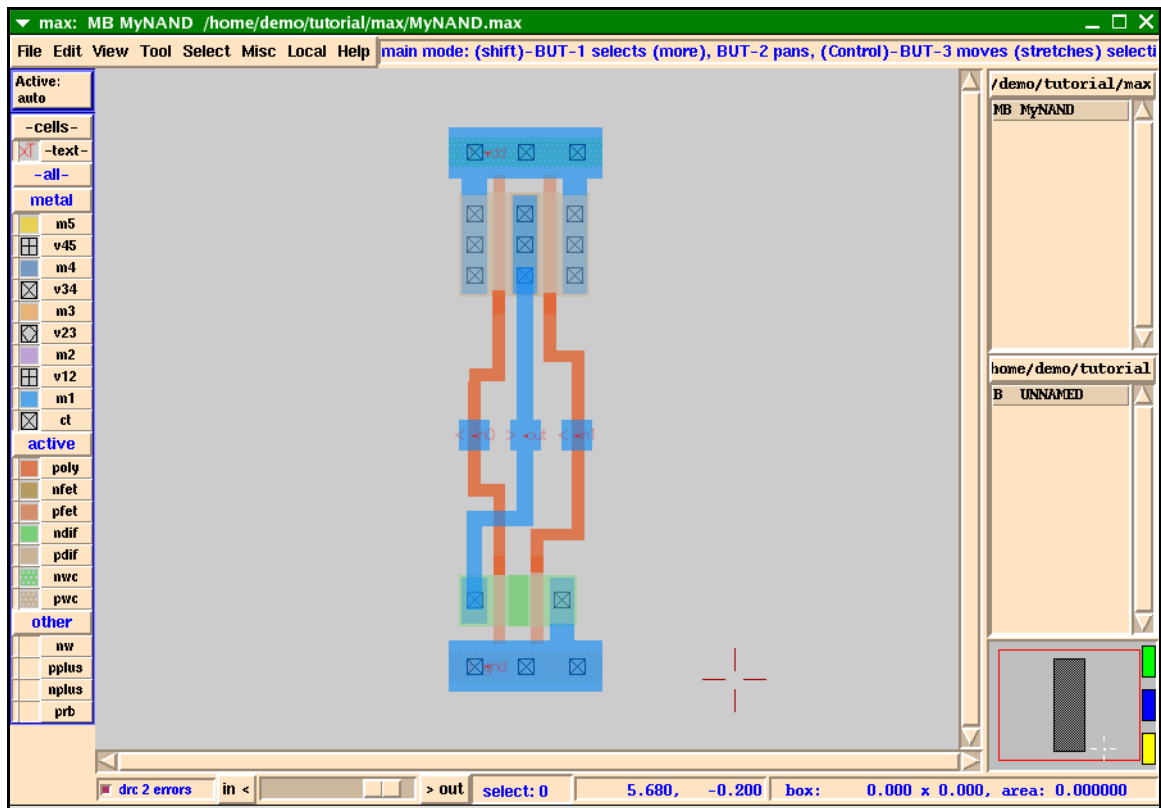 max: MB MyNAND /home/demo/tutorial/max/MyNAND.max
File Edit View Tool Select Misc Local Help main mode: (shift)-BUT-1 selects (more), BUT-2 pans, (Control)-BUT-3 moves (stretches) selecti
Active:
auto
-cells-
xT -text-
-all-
metal
m5
v45
m4
v34
m3
v23
m2
v12
m1
ct
active
poly
nfet
pfet
ndif
pdif
nwc
pwc
other
nw
pplus
nplus
prb
vdd
< in0 > out < in1
gnd
/demo/tutorial/max
MB MyNAND
home/demo/tutorial
B UNNAMED
drc 2 errors in < > out select: 0 5.680, -0.200 box: 0.000 x 0.000, area: 0.000000